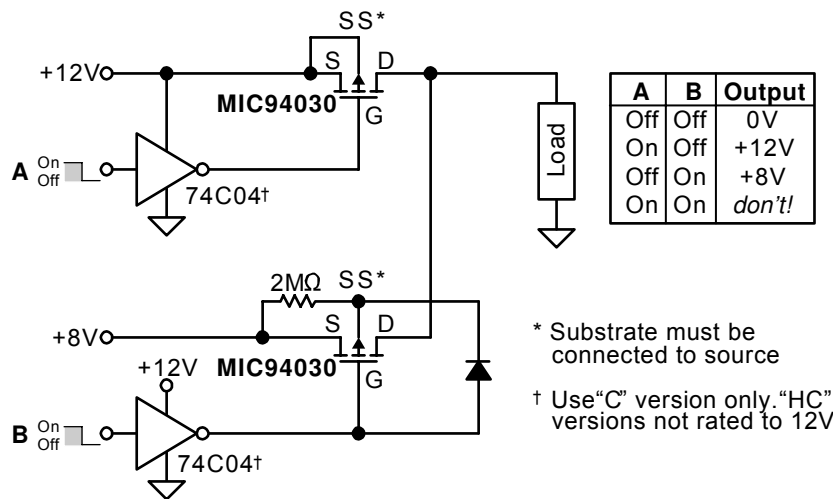 SS*
S D
+12V
MIC94030
G
A On
Off
74C04†
Load
A B Output
Off Off 0V
On Off +12V
Off On +8V
On On don't!
2MΩ SS*
S D
+8V
MIC94030
+12V
G
B On
Off
74C04†
* Substrate must be
connected to source
† Use“C” version only.“HC”
versions not rated to 12V